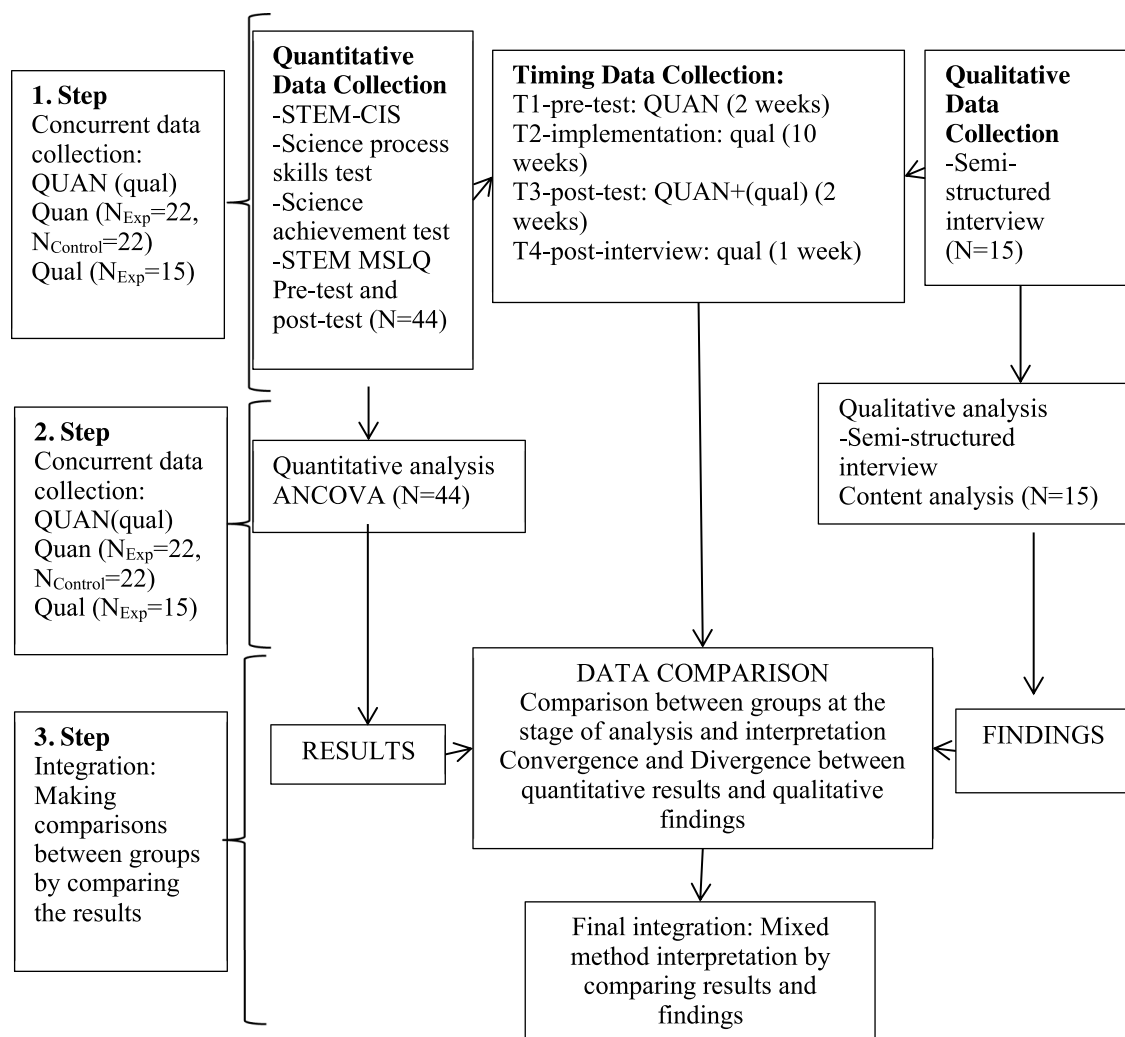 1. Step
Concurrent data
collection:
QUAN (qual)
Quan (NExp=22,
NControl=22)
Qual (NExp=15)
Quantitative
Data Collection
-STEM-CIS
-Science process
skills test
-Science
achievement test
-STEM MSLQ
Pre-test and
post-test (N=44)
Timing Data Collection:
T1-pre-test: QUAN (2 weeks)
T2-implementation: qual (10
weeks)
T3-post-test: QUAN+(qual) (2
weeks)
T4-post-interview: qual (1 week)
Qualitative
Data
Collection
-Semi-
structured
interview
(N=15)
2. Step
Concurrent data
collection:
QUAN(qual)
Quan (NExp=22,
NControl=22)
Qual (NExp=15)
Quantitative analysis
ANCOVA (N=44)
Qualitative analysis
-Semi-structured
interview
Content analysis (N=15)
3. Step
Integration:
Making
comparisons
between groups
by comparing
the results
RESULTS
DATA COMPARISON
Comparison between groups at the
stage of analysis and interpretation
Convergence and Divergence between
quantitative results and qualitative
findings
FINDINGS
Final integration: Mixed
method interpretation by
comparing results and
findings